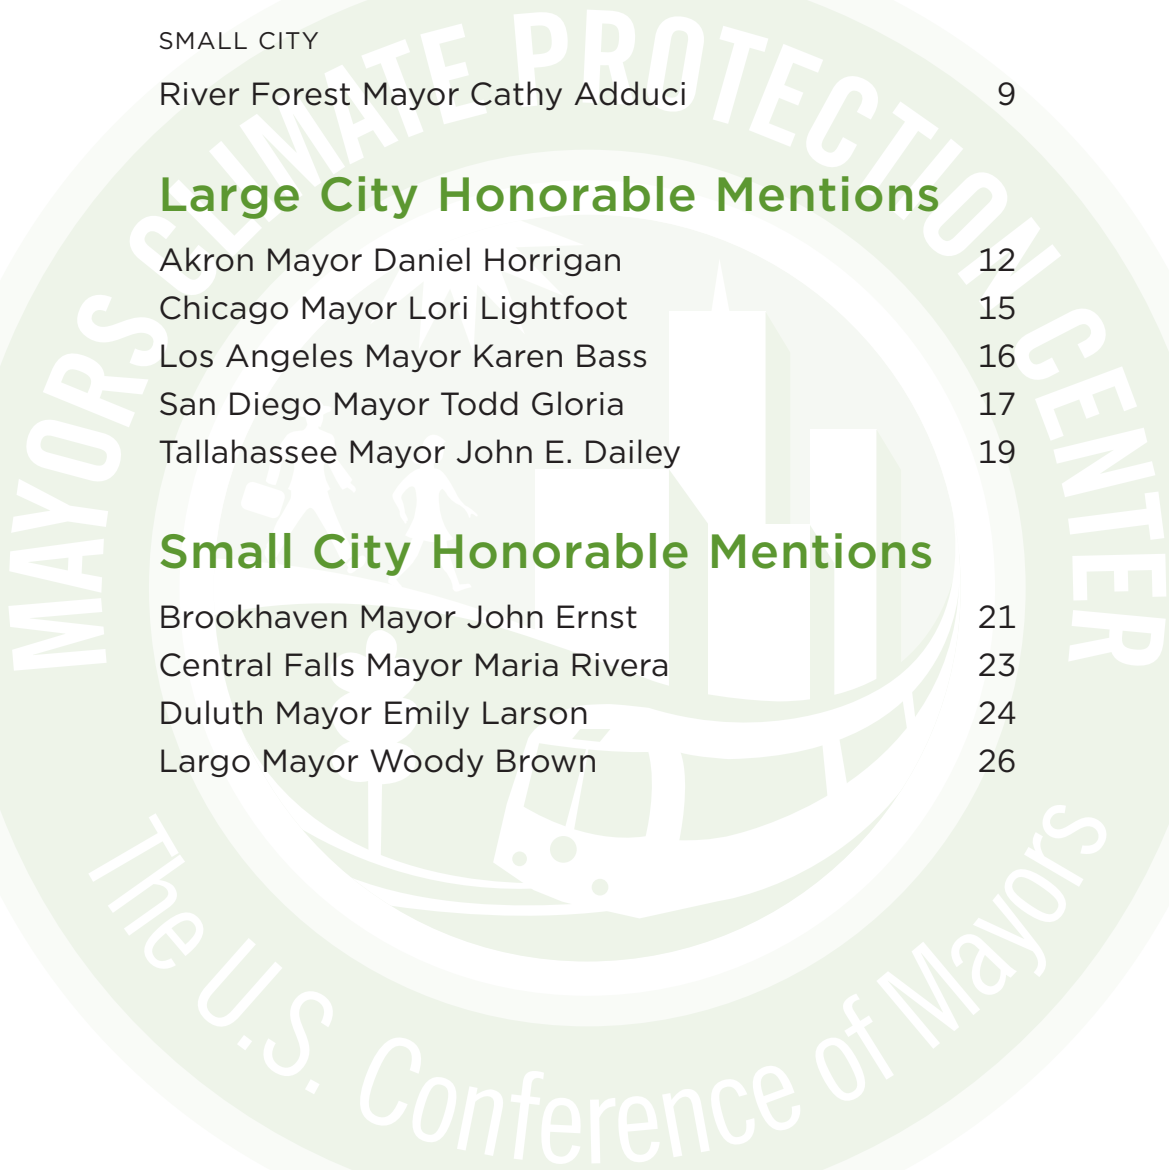 SMALL CITY
River Forest Mayor Cathy Adduci 9
Large City Honorable Mentions
Akron Mayor Daniel Horrigan 12
Chicago Mayor Lori Lightfoot 15
Los Angeles Mayor Karen Bass 16
San Diego Mayor Todd Gloria 17
Tallahassee Mayor John E. Dailey 19
Small City Honorable Mentions
Brookhaven Mayor John Ernst 21
Central Falls Mayor Maria Rivera 23
Duluth Mayor Emily Larson 24
Largo Mayor Woody Brown 26
MAYORS CLIMATE PROTECTION CENTER
The U.S. Conference of Mayors